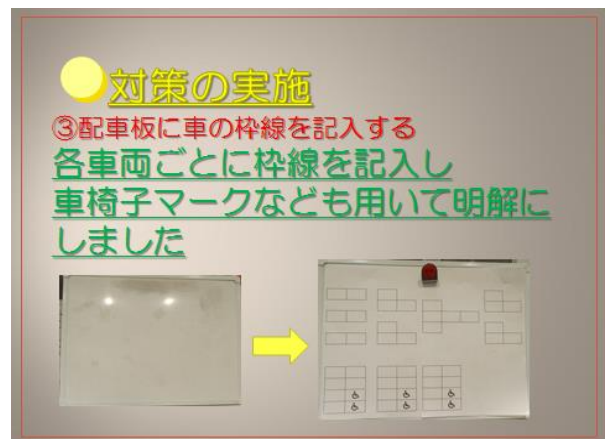 対策の実施
③配車板に車の枠線を記入する
各車両ごとに枠線を記入し
車椅子マークなども用いて明解に
しました